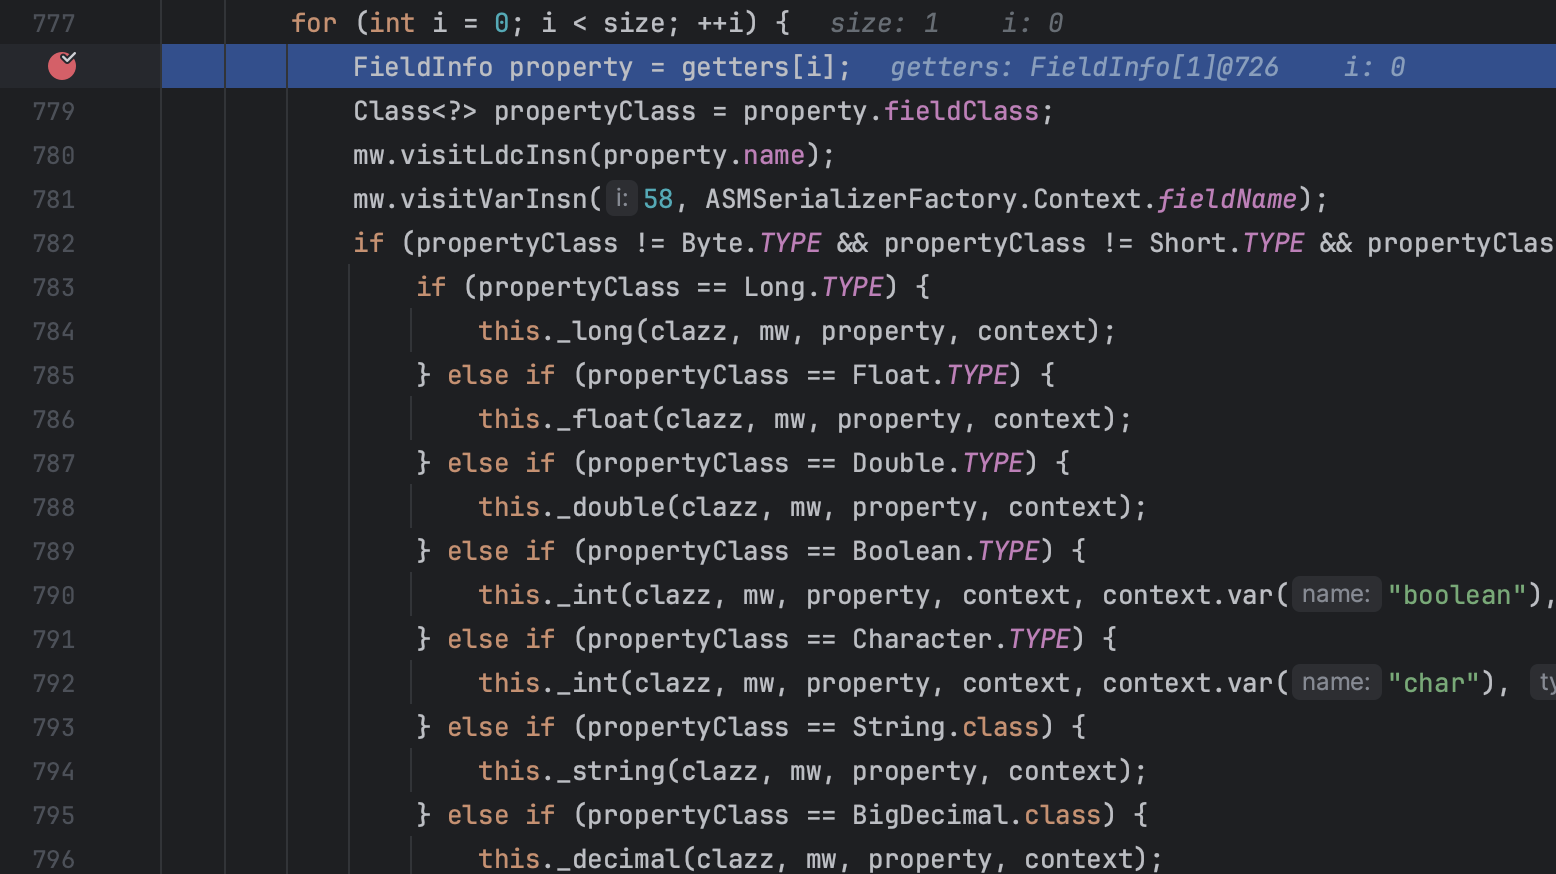 777 for (int i = 0; i < size; ++i) { size: 1 i: 0
FieldInfo property = getters[i]; getters: FieldInfo[1]@726 i: 0
779 Class<?> propertyClass = property.fieldClass;
780 mw.visitLdcInsn(property.name);
781 mw.visitVarInsn( i: 58, ASMSerializerFactory.Context.fieldName);
782 if (propertyClass != Byte.TYPE && propertyClass != Short.TYPE && propertyClas
783 if (propertyClass == Long.TYPE) {
784 this._long(clazz, mw, property, context);
785 } else if (propertyClass == Float.TYPE) {
786 this._float(clazz, mw, property, context);
787 } else if (propertyClass == Double.TYPE) {
788 this._double(clazz, mw, property, context);
789 } else if (propertyClass == Boolean.TYPE) {
790 this._int(clazz, mw, property, context, context.var( name: "boolean"),
791 } else if (propertyClass == Character.TYPE) {
792 this._int(clazz, mw, property, context, context.var( name: "char"), ty
793 } else if (propertyClass == String.class) {
794 this._string(clazz, mw, property, context);
795 } else if (propertyClass == BigDecimal.class) {
796 this._decimal(clazz, mw, property, context);